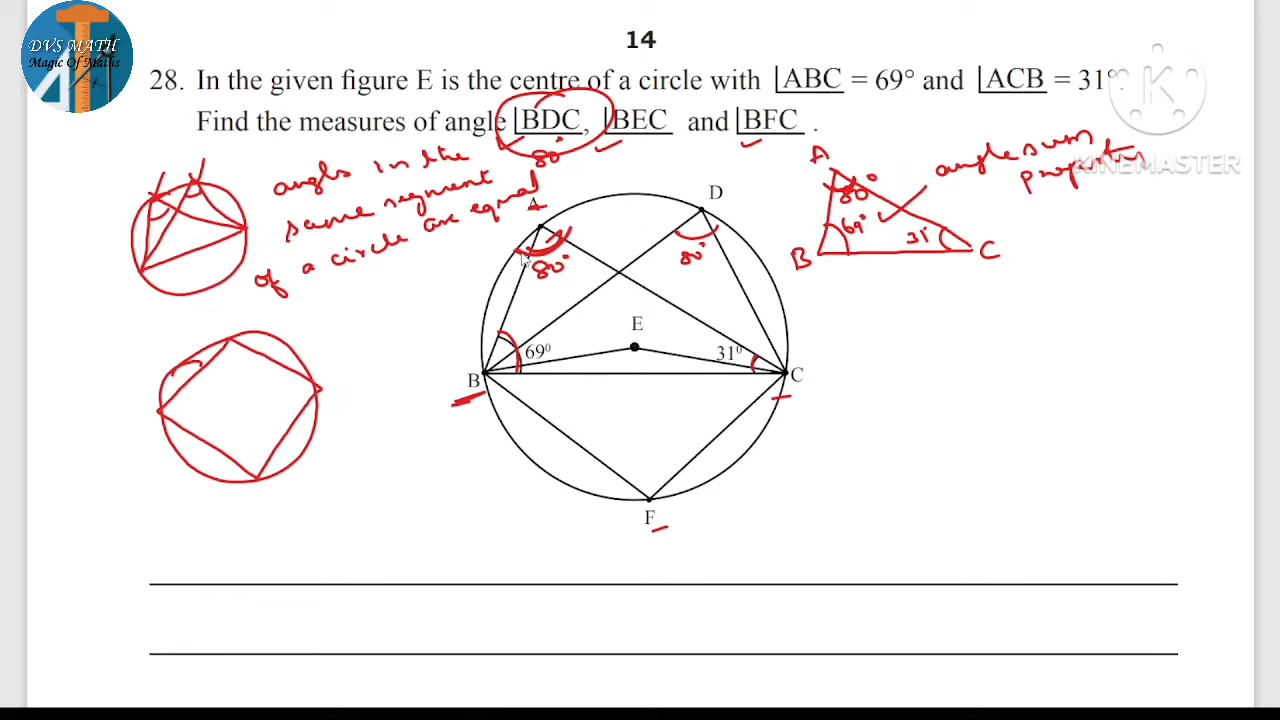 DVS MATH
Magic Of Maths
14
28. In the given figure E is the centre of a circle with ABC = 69° and ACB = 31°.
Find the measures of angle BDC, BEC and BFC .
KINEMASTER
angles in the
same segment
of a circle are equal
80°
A
80°
69°
31°
B
C
angle sum
property
A
D
80°
80°
E
69⁰
31⁰
B
C
F